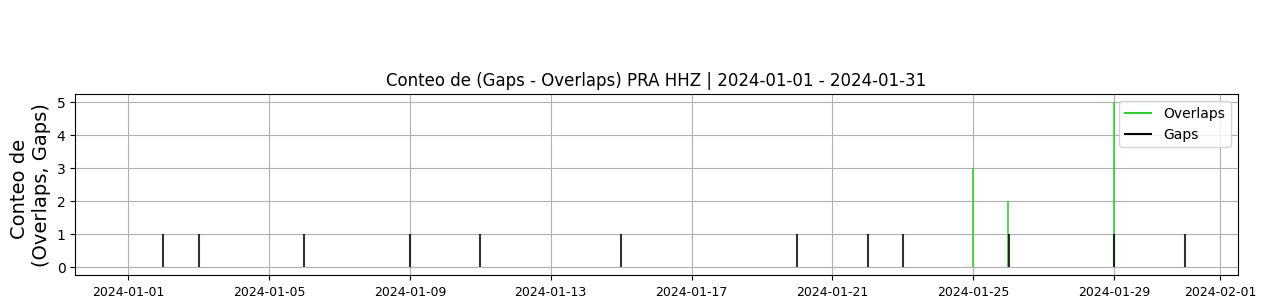 Conteo de (Gaps - Overlaps) PRA HHZ | 2024-01-01 - 2024-01-31
Conteo de
(Overlaps, Gaps)
5
4
3
2
1
0
Overlaps
Gaps
2024-01-01 2024-01-05 2024-01-09 2024-01-13 2024-01-17 2024-01-21 2024-01-25 2024-01-29 2024-02-01